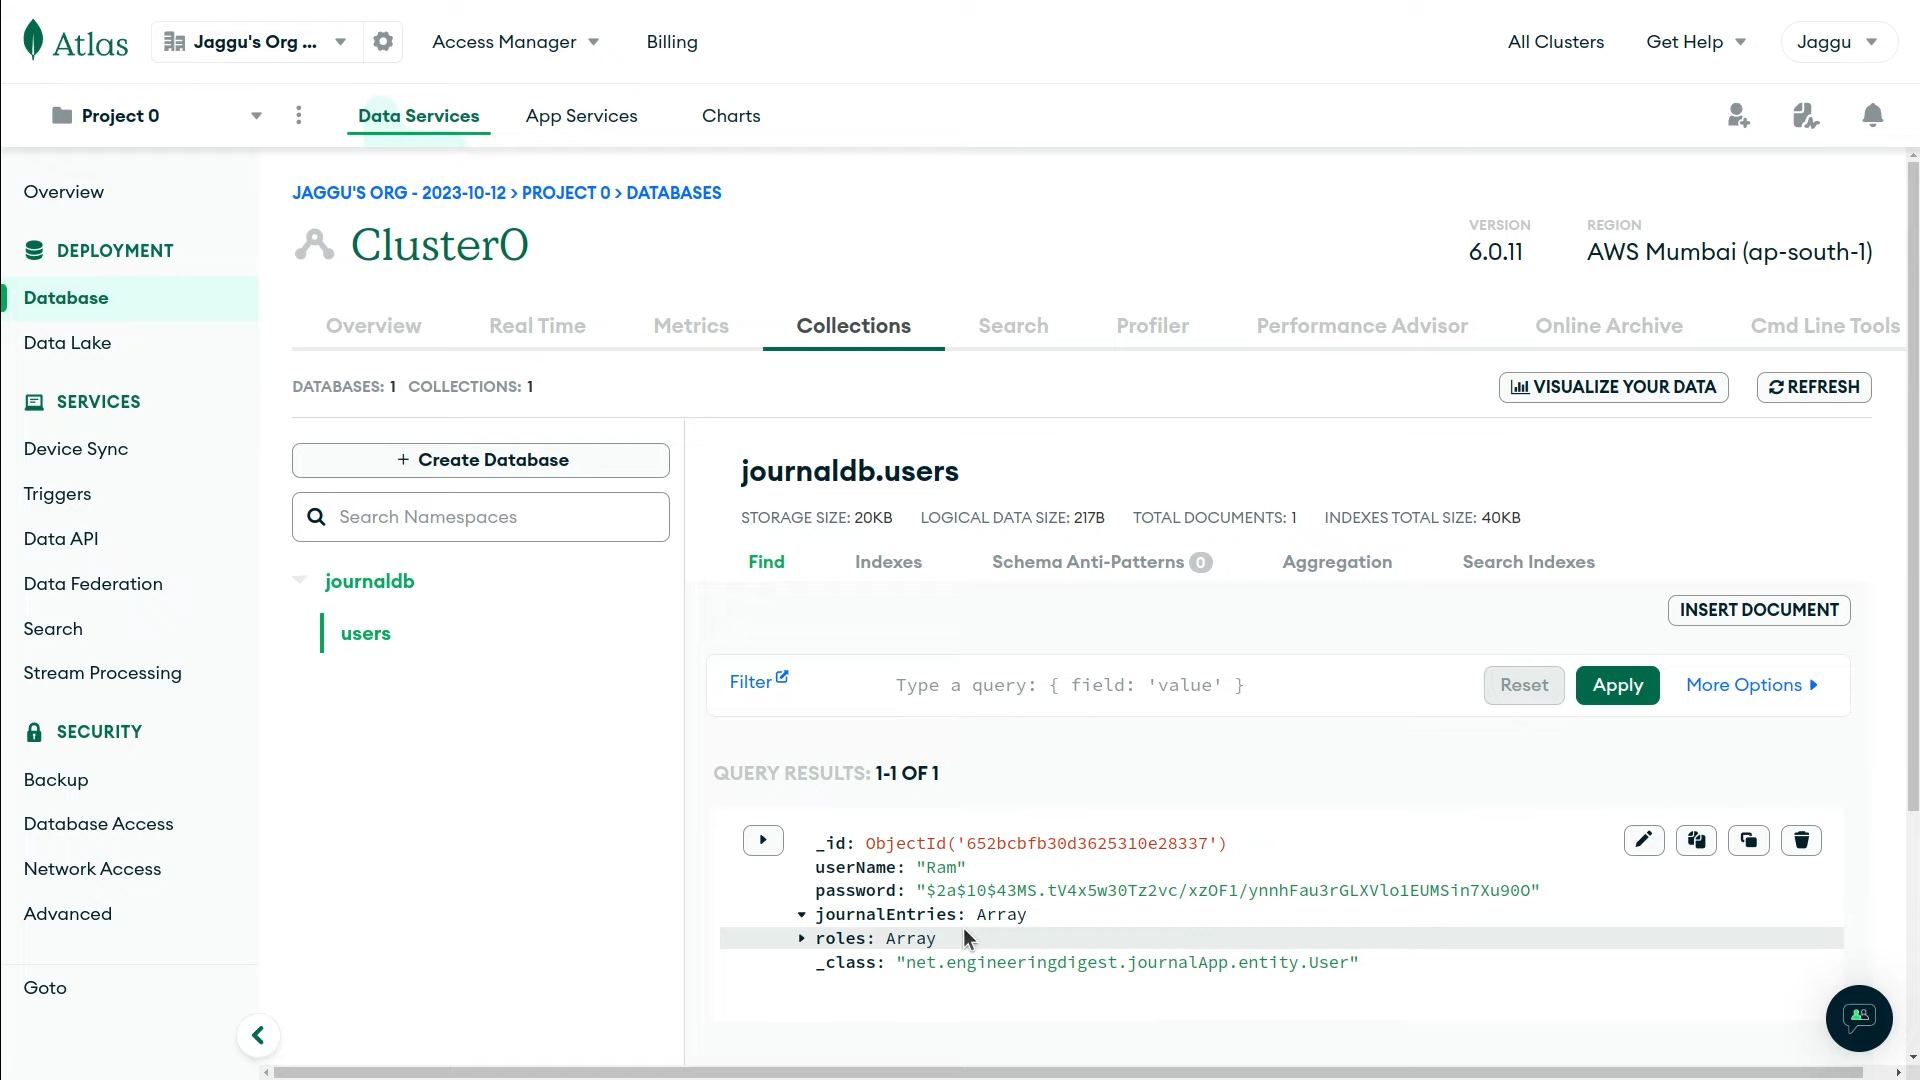 Atlas
Jaggu's Org ...
Access Manager
Billing
All Clusters
Get Help
Jaggu
Project 0
Data Services
App Services
Charts
Overview
DEPLOYMENT
Database
Data Lake
SERVICES
Device Sync
Triggers
Data API
Data Federation
Search
Stream Processing
SECURITY
Backup
Database Access
Network Access
Advanced
Goto
JAGGU'S ORG - 2023-10-12 > PROJECT 0 > DATABASES
Cluster0
VERSION
6.0.11
REGION
AWS Mumbai (ap-south-1)
Overview
Real Time
Metrics
Collections
Search
Profiler
Performance Advisor
Online Archive
Cmd Line Tools
DATABASES: 1 COLLECTIONS: 1
VISUALIZE YOUR DATA
REFRESH
+ Create Database
Search Namespaces
journaldb
users
journaldb.users
STORAGE SIZE: 20KB LOGICAL DATA SIZE: 217B TOTAL DOCUMENTS: 1 INDEXES TOTAL SIZE: 40KB
Find
Indexes
Schema Anti-Patterns 0
Aggregation
Search Indexes
INSERT DOCUMENT
Filter
Type a query: { field: 'value' }
Reset
Apply
More Options
QUERY RESULTS: 1-1 OF 1
_id: ObjectId('652bcbfb30d3625310e28337')
userName: "Ram"
password: "$2a$10$43MS.tV4x5w30Tz2vc/xzOF1/ynnhFau3rGLXVlo1EUMSin7Xu90O"
journalEntries: Array
roles: Array
_class: "net.engineeringdigest.journalApp.entity.User"